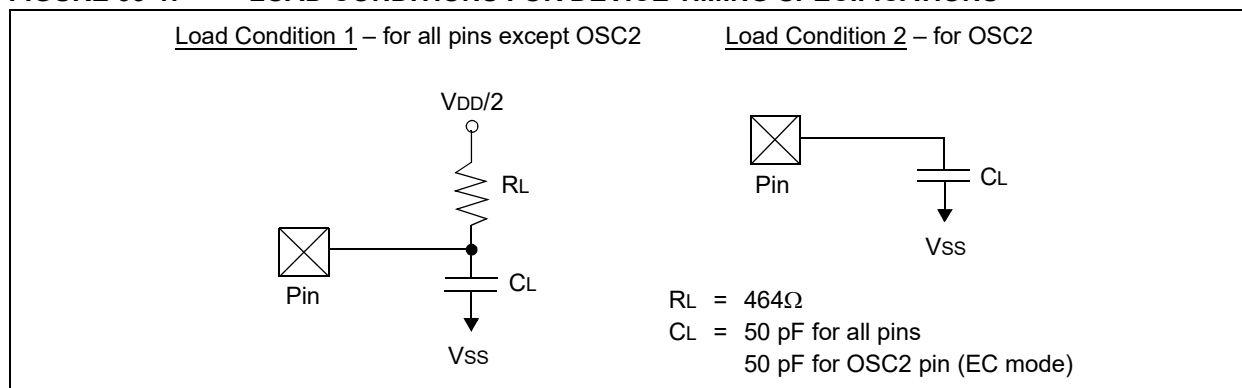 Load Condition 1 – for all pins except OSC2
Load Condition 2 – for OSC2
VDD/2
RL
Pin
CL
VSS
Pin
CL
VSS
RL = 464Ω
CL = 50 pF for all pins
50 pF for OSC2 pin (EC mode)